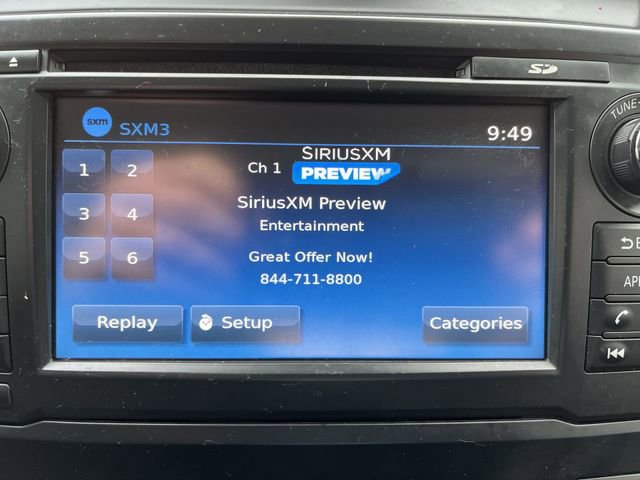 SD
TUNE
sxm
SXM3
9:49
1 2
Ch 1
SIRIUSXM
PREVIEW
3 4
SiriusXM Preview
Entertainment
5 6
Great Offer Now!
844-711-8800
Replay
Setup
Categories